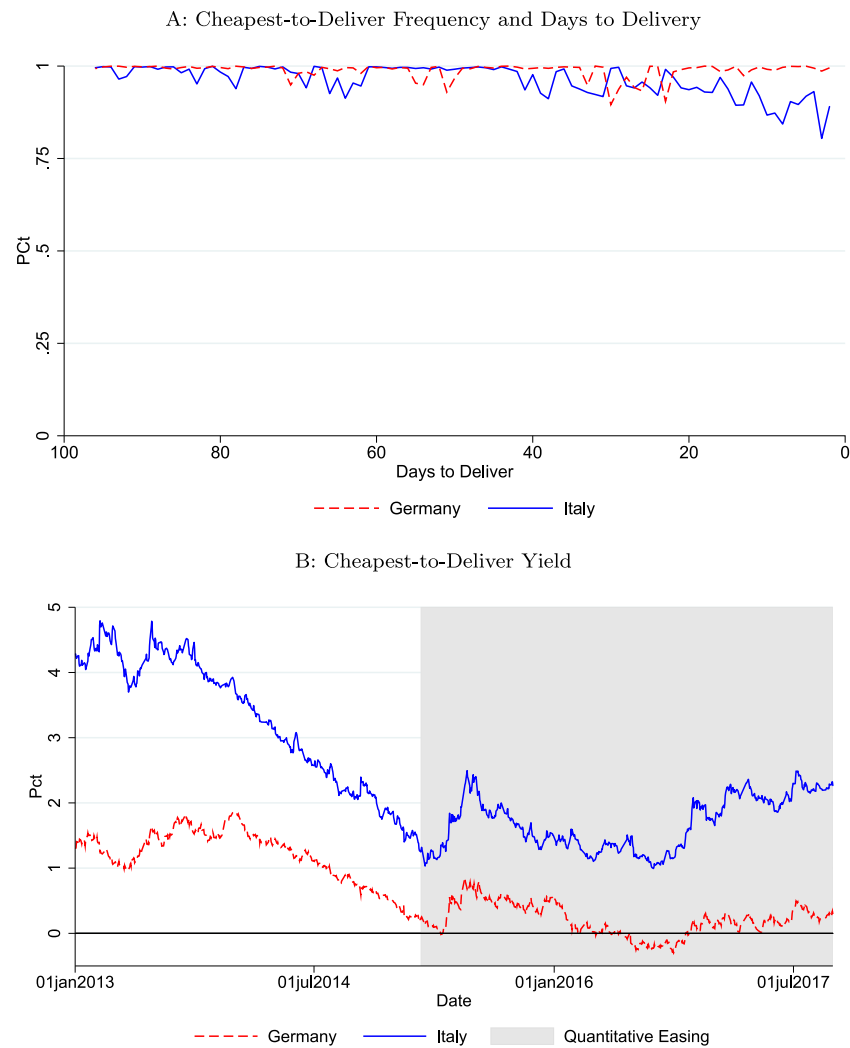 A: Cheapest-to-Deliver Frequency and Days to Delivery
1
.75
.5
.25
0
PCt
100 80 60 40 20 0
Days to Deliver
Germany Italy
B: Cheapest-to-Deliver Yield
5
4
3
2
1
0
Pct
01jan2013 01jul2014 01jan2016 01jul2017
Date
Germany Italy Quantitative Easing